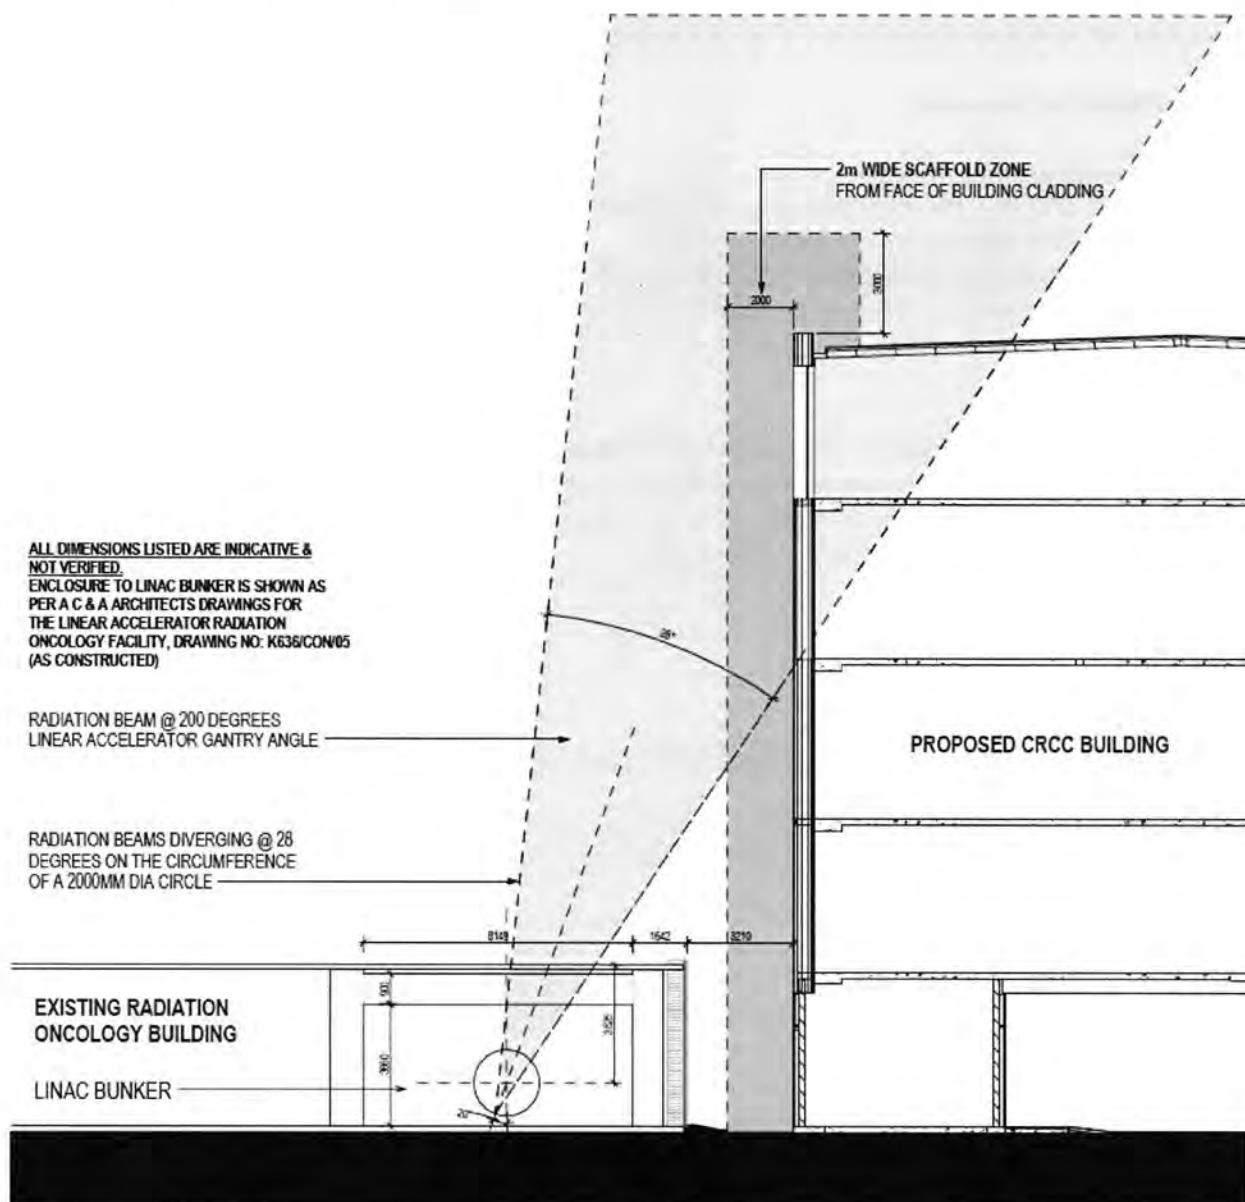 2m WIDE SCAFFOLD ZONE
FROM FACE OF BUILDING CLADDING
3000
2000
ALL DIMENSIONS LISTED ARE INDICATIVE &
NOT VERIFIED.
ENCLOSURE TO LINAC BUNKER IS SHOWN AS
PER A C & A ARCHITECTS DRAWINGS FOR
THE LINEAR ACCELERATOR RADIATION
ONCOLOGY FACILITY, DRAWING NO: K636/CON/05
(AS CONSTRUCTED)
28°
RADIATION BEAM @ 200 DEGREES
LINEAR ACCELERATOR GANTRY ANGLE
PROPOSED CRCC BUILDING
RADIATION BEAMS DIVERGING @ 28
DEGREES ON THE CIRCUMFERENCE
OF A 2000MM DIA CIRCLE
1642
3210
EXISTING RADIATION
ONCOLOGY BUILDING
LINAC BUNKER